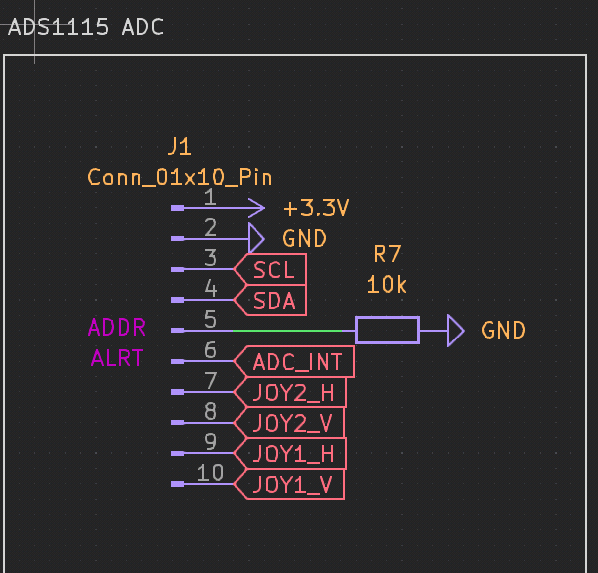 ADS1115 ADC
J1
Conn_01x10_Pin
1 +3.3V
2 GND
3 SCL
4 SDA
R7
10k
ADDR 5 GND
ALRT 6 ADC_INT
7 JOY2_H
8 JOY2_V
9 JOY1_H
10 JOY1_V